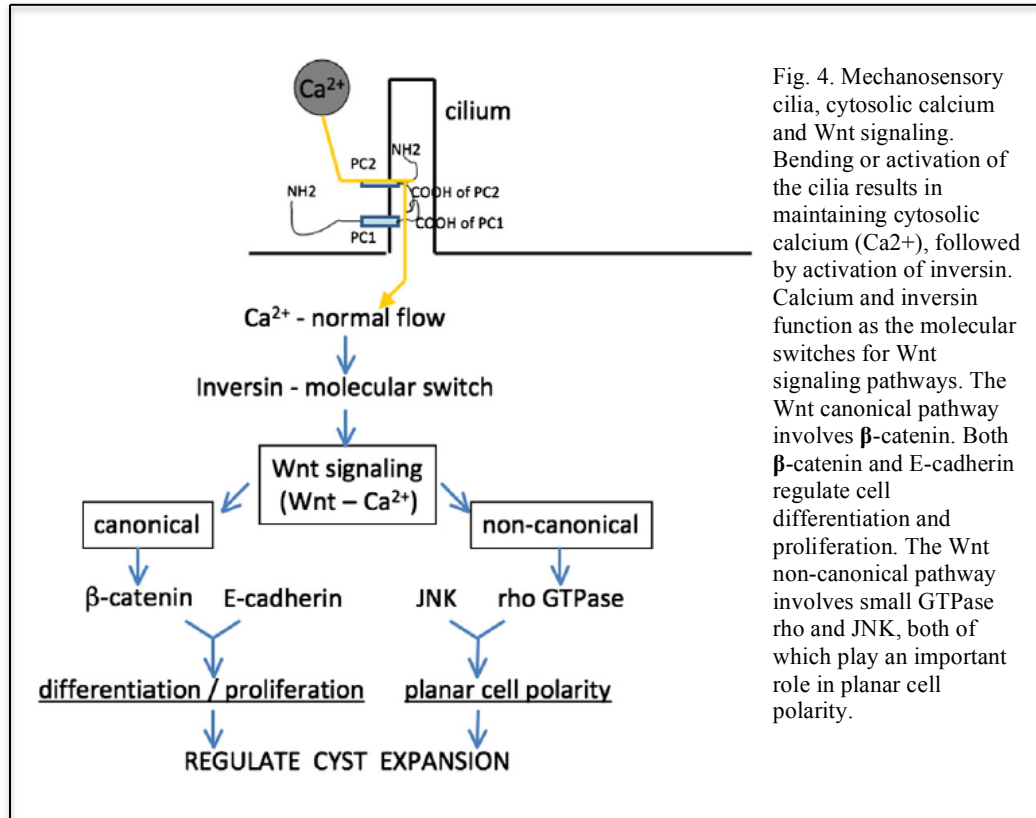 Ca²⁺
cilium
PC2
NH2
NH2
COOH of PC2
COOH of PC1
PC1
Ca²⁺ - normal flow
Inversin - molecular switch
Wnt signaling
(Wnt – Ca²⁺)
canonical
non-canonical
β-catenin E-cadherin JNK rho GTPase
differentiation / proliferation planar cell polarity
REGULATE CYST EXPANSION
Fig. 4. Mechanosensory
cilia, cytosolic calcium
and Wnt signaling.
Bending or activation of
the cilia results in
maintaining cytosolic
calcium (Ca2+), followed
by activation of inversin.
Calcium and inversin
function as the molecular
switches for Wnt
signaling pathways. The
Wnt canonical pathway
involves β-catenin. Both
β-catenin and E-cadherin
regulate cell
differentiation and
proliferation. The Wnt
non-canonical pathway
involves small GTPase
rho and JNK, both of
which play an important
role in planar cell
polarity.